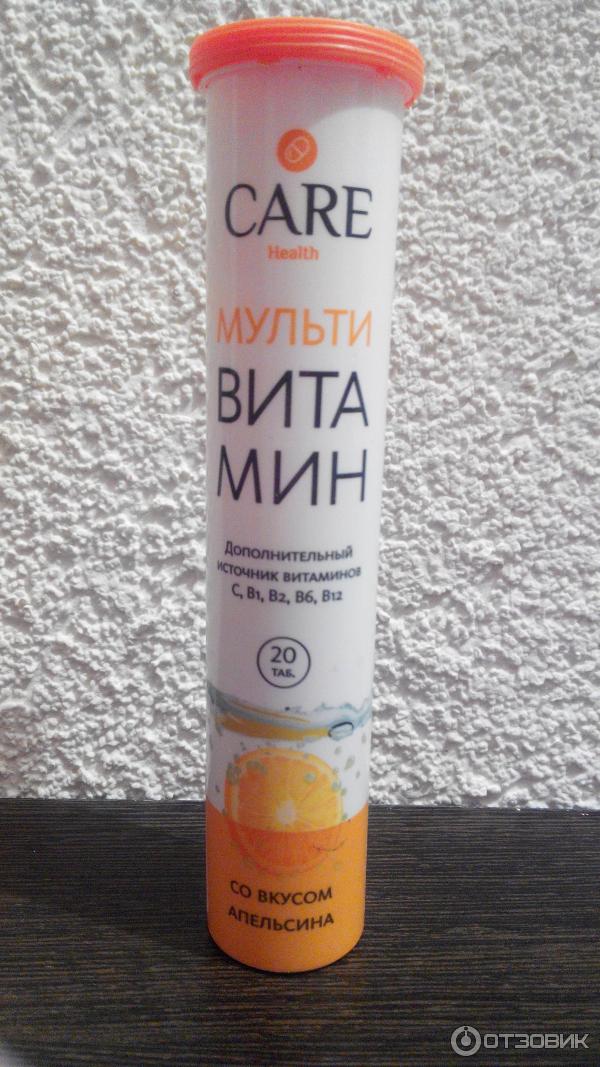 CARE
Health
МУЛЬТИ
ВИТА
МИН
Дополнительный
источник витаминов
C, B1, B2, B6, B12
20
ТАБ.
СО ВКУСОМ
АПЕЛЬСИНА
ОТЗОВИК